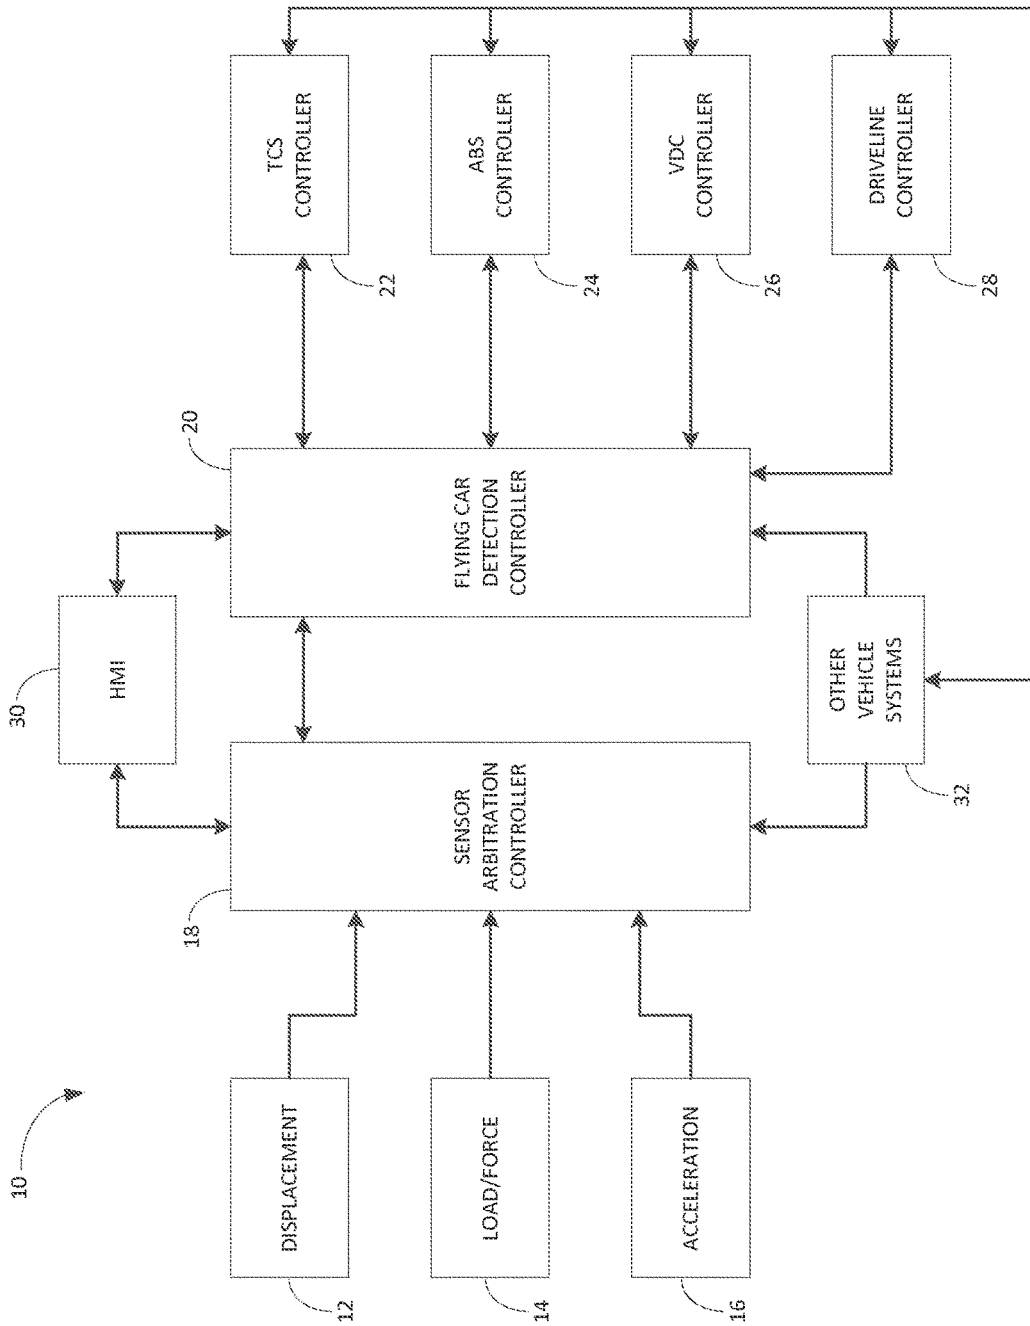 10
DISPLACEMENT
12
LOAD/FORCE
14
ACCELERATION
16
SENSOR
ARBITRATION
CONTROLLER
18
HMI
30
FLYING CAR
DETECTION
CONTROLLER
20
OTHER
VEHICLE
SYSTEMS
32
TCS
CONTROLLER
22
ABS
CONTROLLER
24
VDC
CONTROLLER
26
DRIVELINE
CONTROLLER
28